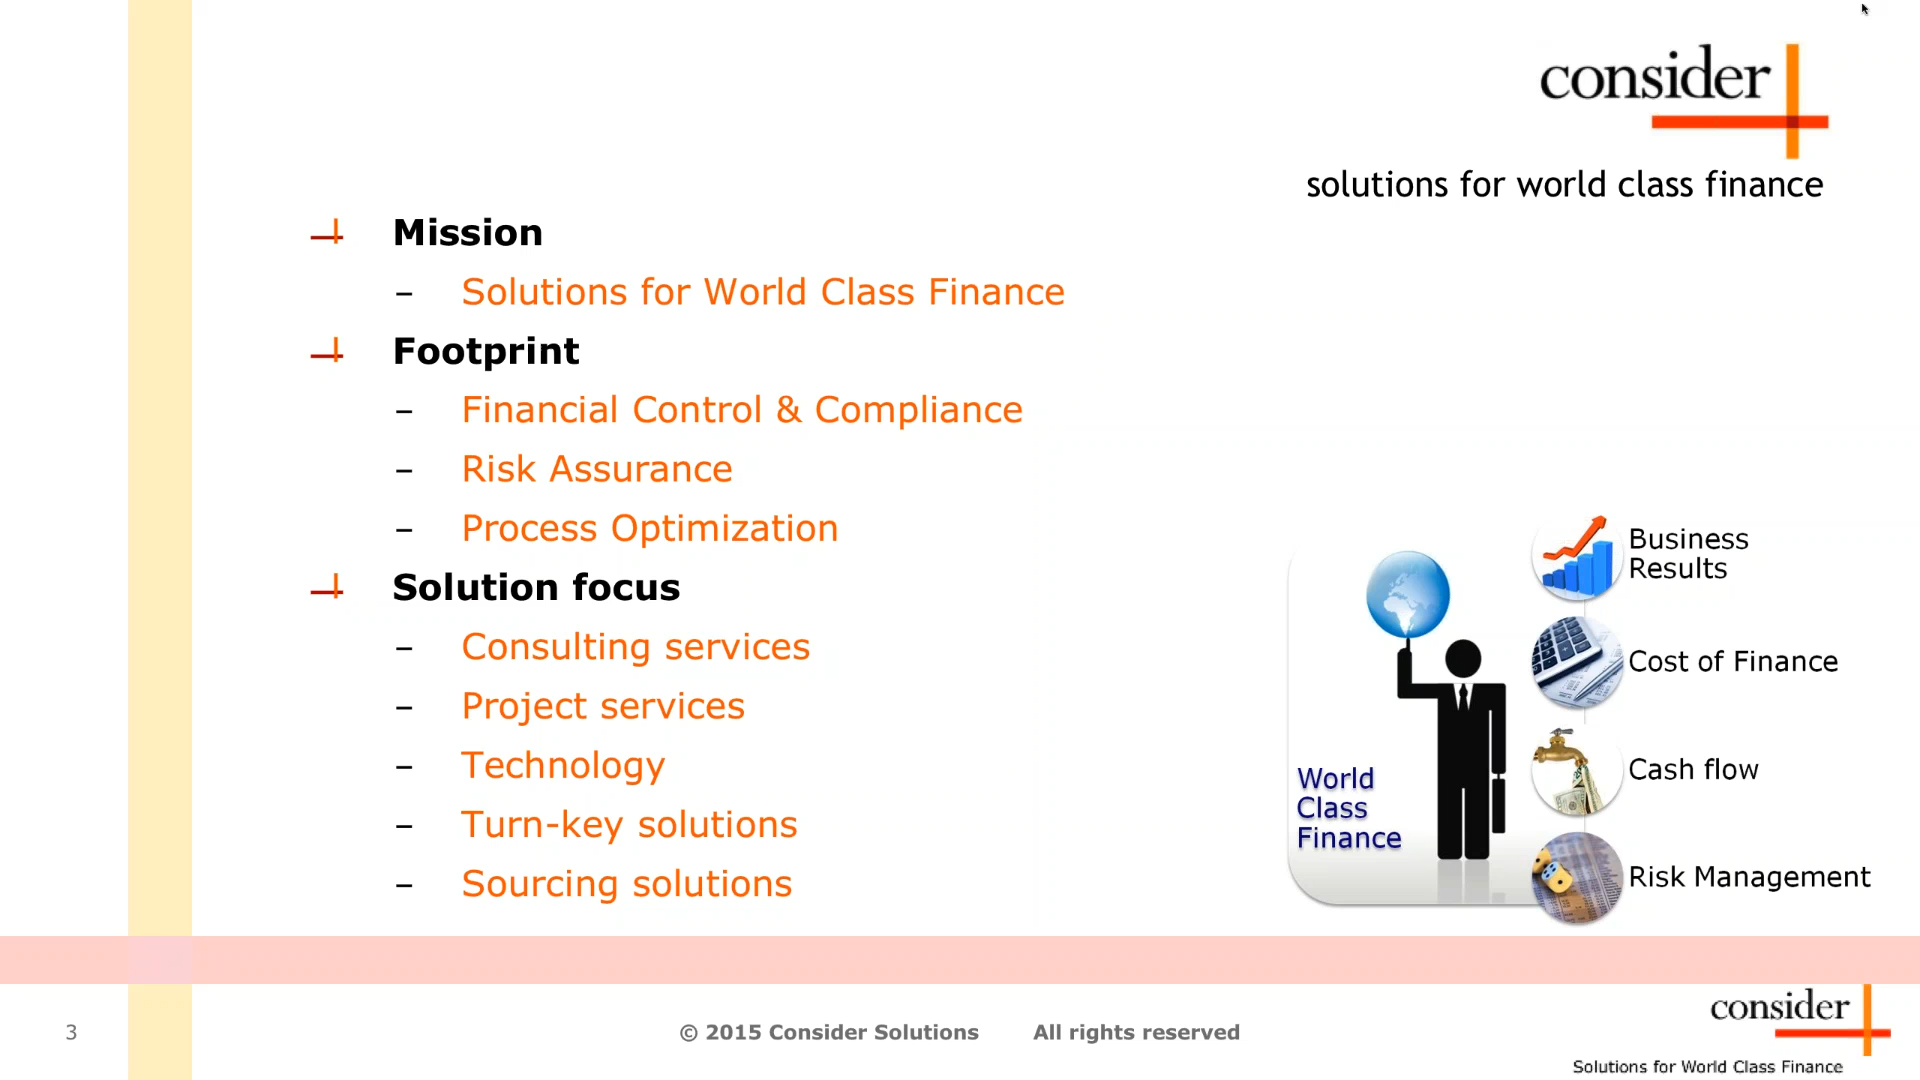 consider
solutions for world class finance
Mission
– Solutions for World Class Finance
Footprint
– Financial Control & Compliance
– Risk Assurance
– Process Optimization
Solution focus
– Consulting services
– Project services
– Technology
– Turn-key solutions
– Sourcing solutions
World
Class
Finance
Business
Results
Cost of Finance
Cash flow
Risk Management
3
© 2015 Consider Solutions All rights reserved
consider
Solutions for World Class Finance